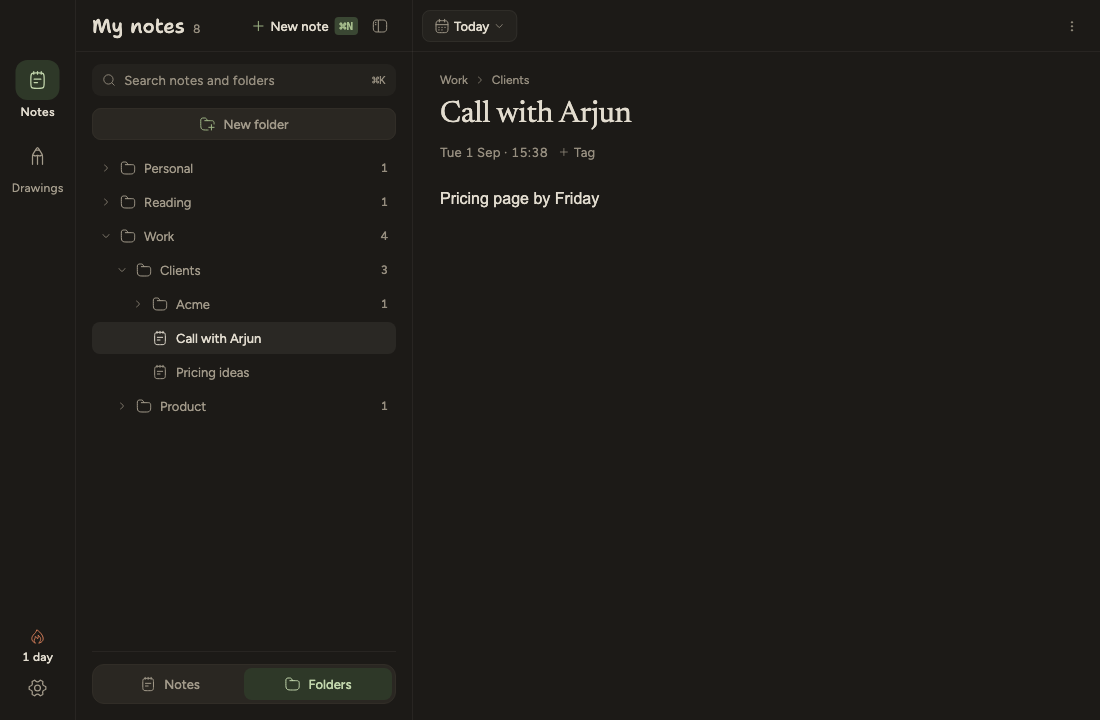 My notes 8
New note ⌘N
Today
Notes
Drawings
Search notes and folders ⌘K
New folder
Personal 1
Reading 1
Work 4
Clients 3
Acme 1
Call with Arjun
Pricing ideas
Product 1
1 day
Notes
Folders
Work > Clients
Call with Arjun
Tue 1 Sep · 15:38 + Tag
Pricing page by Friday